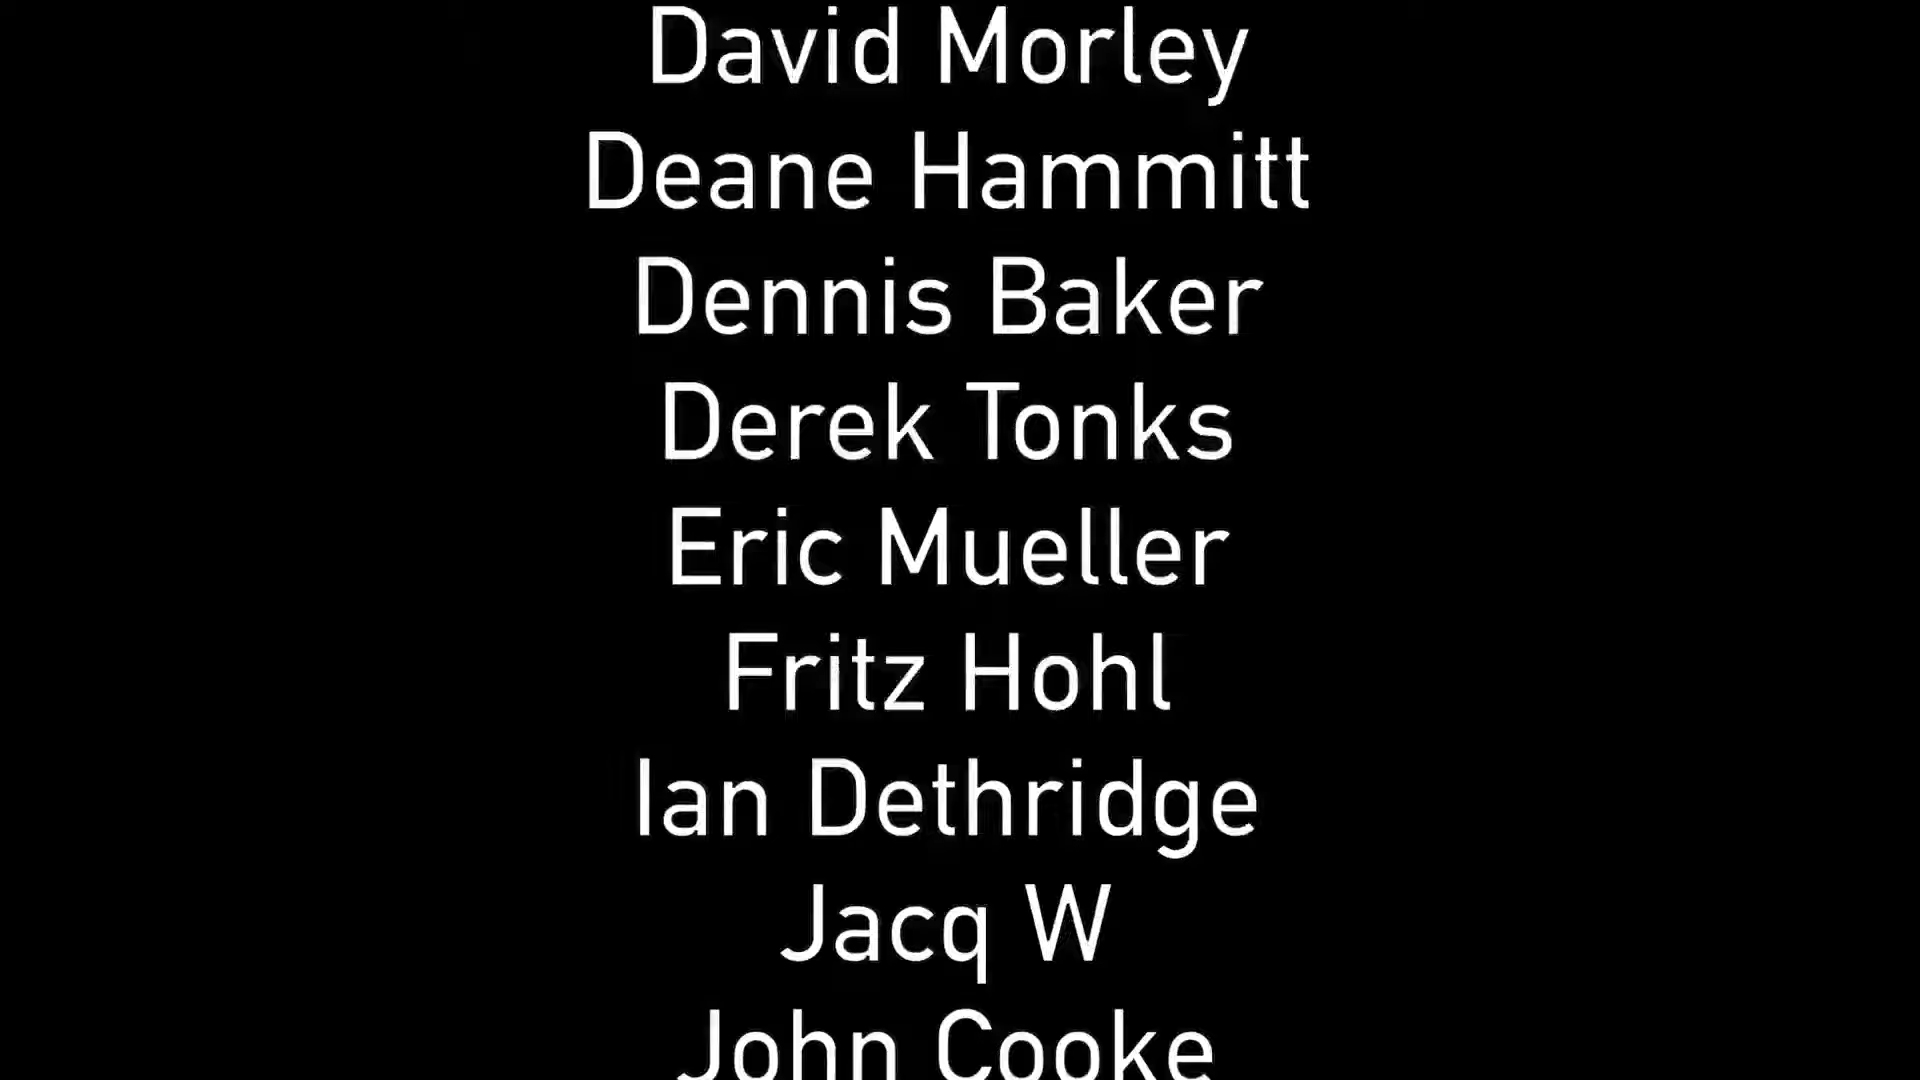 David Morley
Deane Hammitt
Dennis Baker
Derek Tonks
Eric Mueller
Fritz Hohl
Ian Dethridge
Jacq W
John Cooke